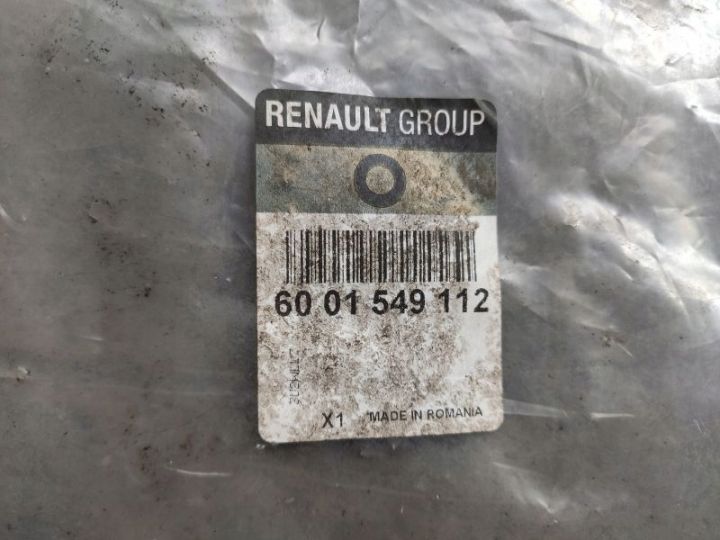 RENAULT GROUP
60 01 549 112
X1 MADE IN ROMANIA